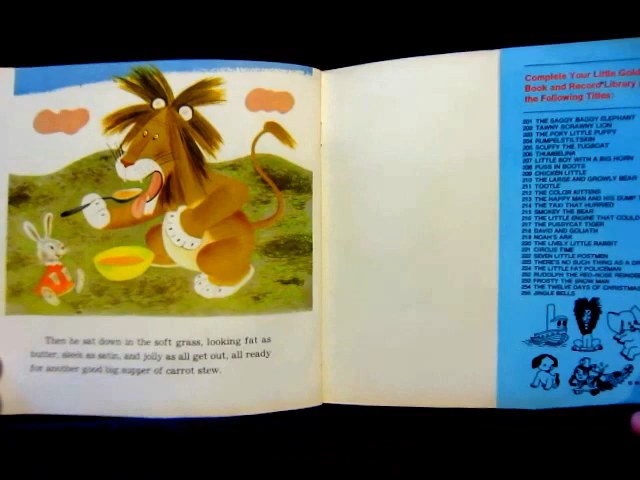 Then he sat down in the soft grass, looking fat as
butter, sleek as satin, and jolly as all get out, all ready
for another good big supper of carrot stew.
Complete Your Little Gold
Book and Record Library
the Following Titles:
201 THE SAGGY BAGGY ELEPHANT
202 TAWNY SCRAWNY LION
203 THE POKY LITTLE PUPPY
204 RUMPELSTILTSKIN
205 SCUFFY THE TUGBOAT
206 THUMBELINA
207 LITTLE BOY WITH A BIG HORN
208 PUSS IN BOOTS
209 CHICKEN LITTLE
210 THE LARGE AND GROWLY BEAR
211 TOOTLE
212 THE COLOR KITTENS
213 THE HAPPY MAN AND HIS DUMP
214 THE TAXI THAT HURRIED
215 SMOKEY THE BEAR
216 THE LITTLE ENGINE THAT COULD
217 THE PUSSYCAT TIGER
218 DAVID AND GOLIATH
219 NOAH'S ARK
220 THE LIVELY LITTLE RABBIT
221 CIRCUS TIME
222 SEVEN LITTLE POSTMEN
223 THERE'S NO SUCH THING AS A DR
224 THE LITTLE FAT POLICEMAN
252 RUDOLPH THE RED-NOSE REINDE
253 FROSTY THE SNOW MAN
254 THE TWELVE DAYS OF CHRISTMAS
255 JINGLE BELLS